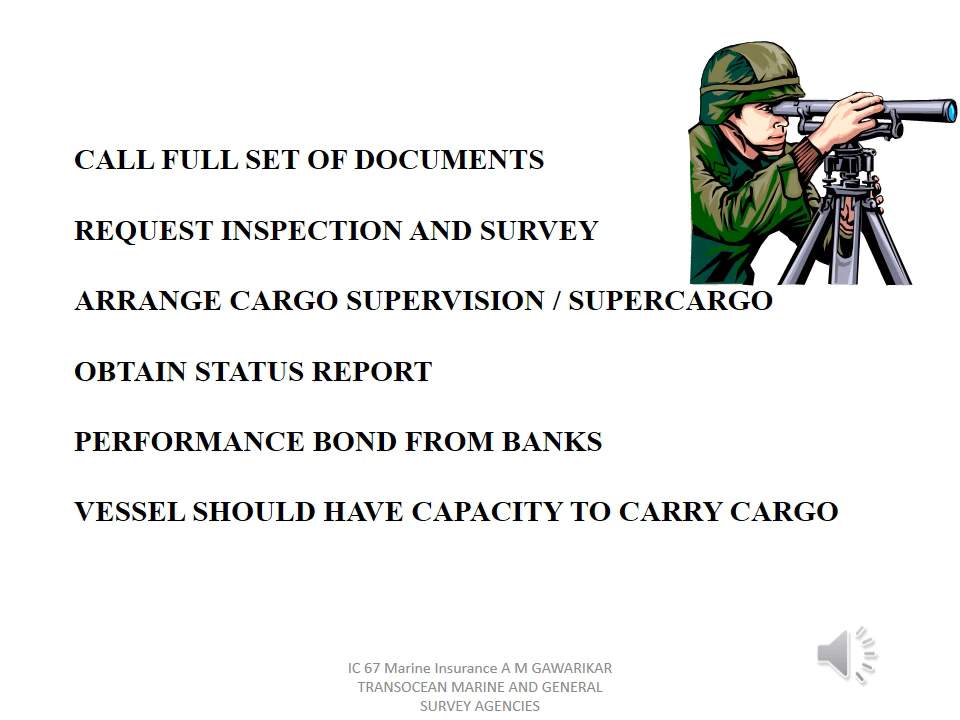 CALL FULL SET OF DOCUMENTS
REQUEST INSPECTION AND SURVEY
ARRANGE CARGO SUPERVISION / SUPERCARGO
OBTAIN STATUS REPORT
PERFORMANCE BOND FROM BANKS
VESSEL SHOULD HAVE CAPACITY TO CARRY CARGO
IC 67 Marine Insurance A M GAWARIKAR
TRANSOCEAN MARINE AND GENERAL
SURVEY AGENCIES